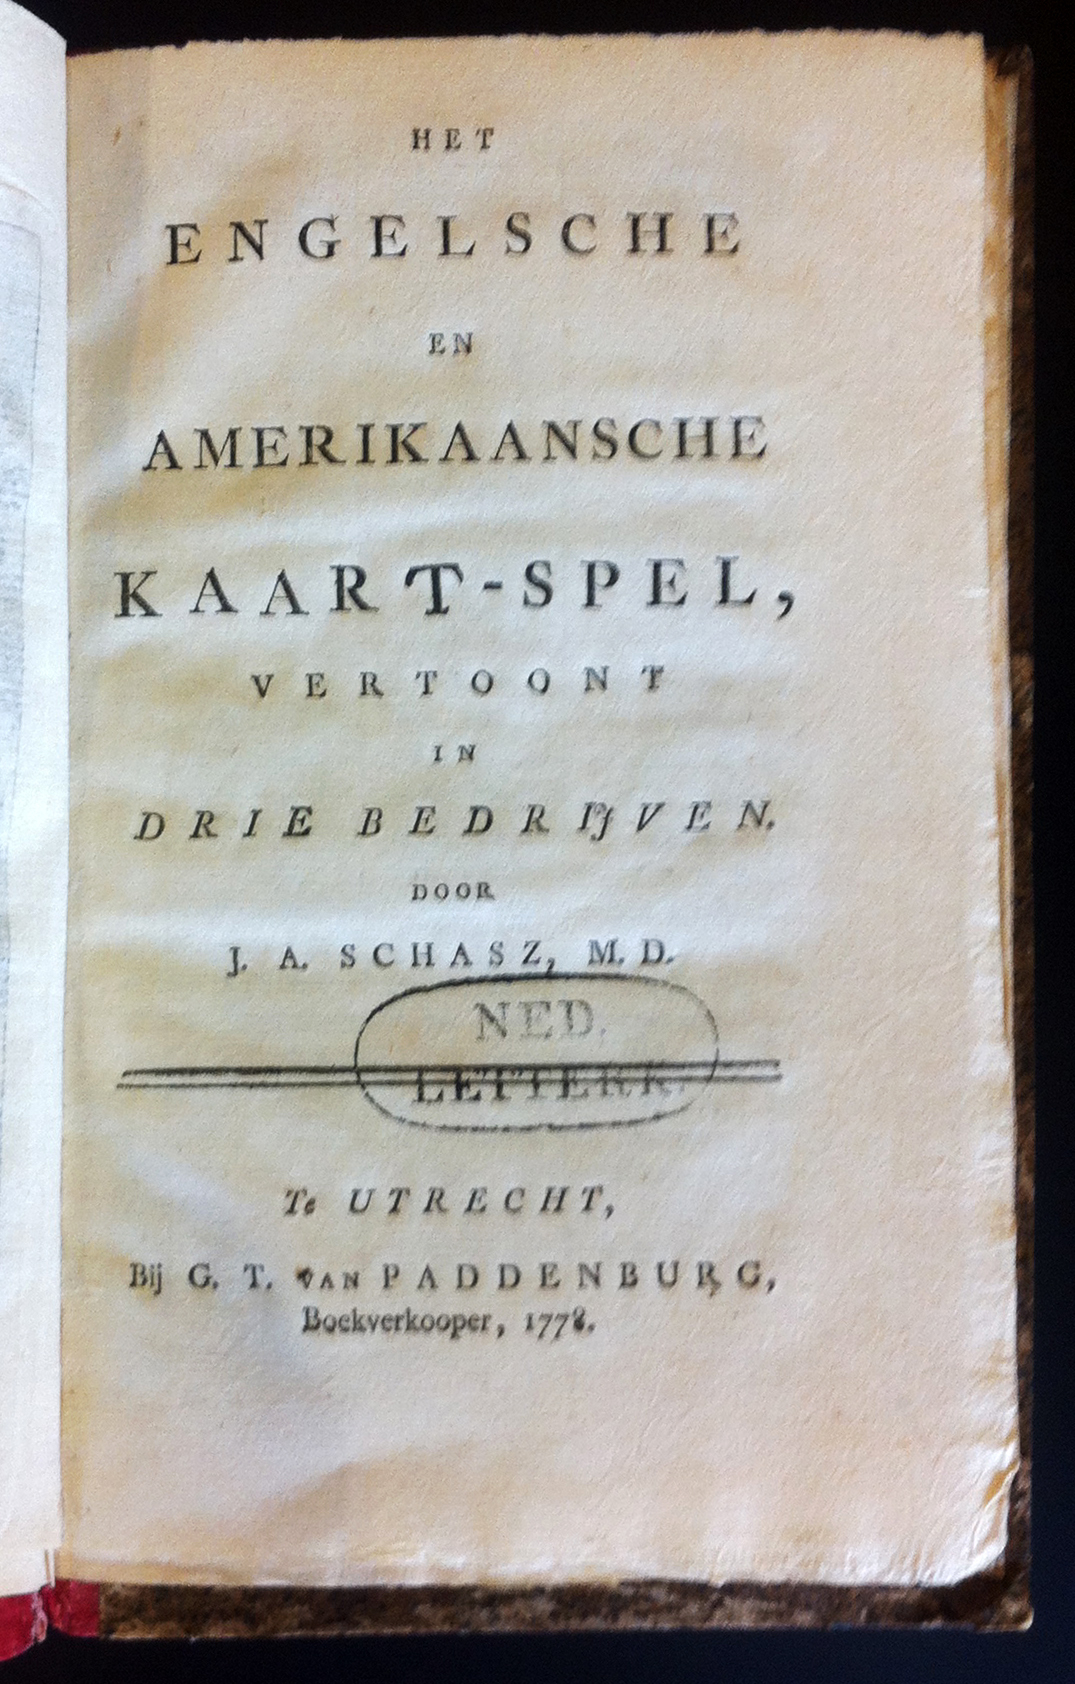 HET
ENGELSCHE
EN
AMERIKAANSCHE
KAART-SPEL,
VERTOONT
IN
DRIE BEDRIJVEN.
DOOR
J. A. SCHASZ, M. D.
NED.
LETTERK.
Te UTRECHT,
Bij G. T. VAN PADDENBURG,
Boekverkooper, 1778.